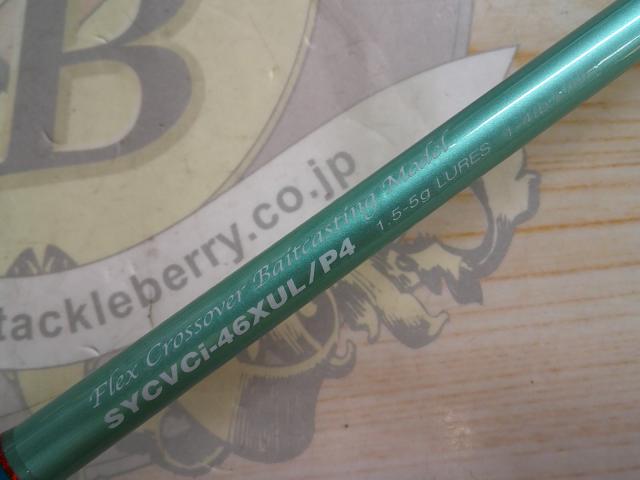 B
tackleberry.co.jp
Flex Crossover Baitcasting Model
SYCVCi-46XUL/P4 1.5-5g LURES